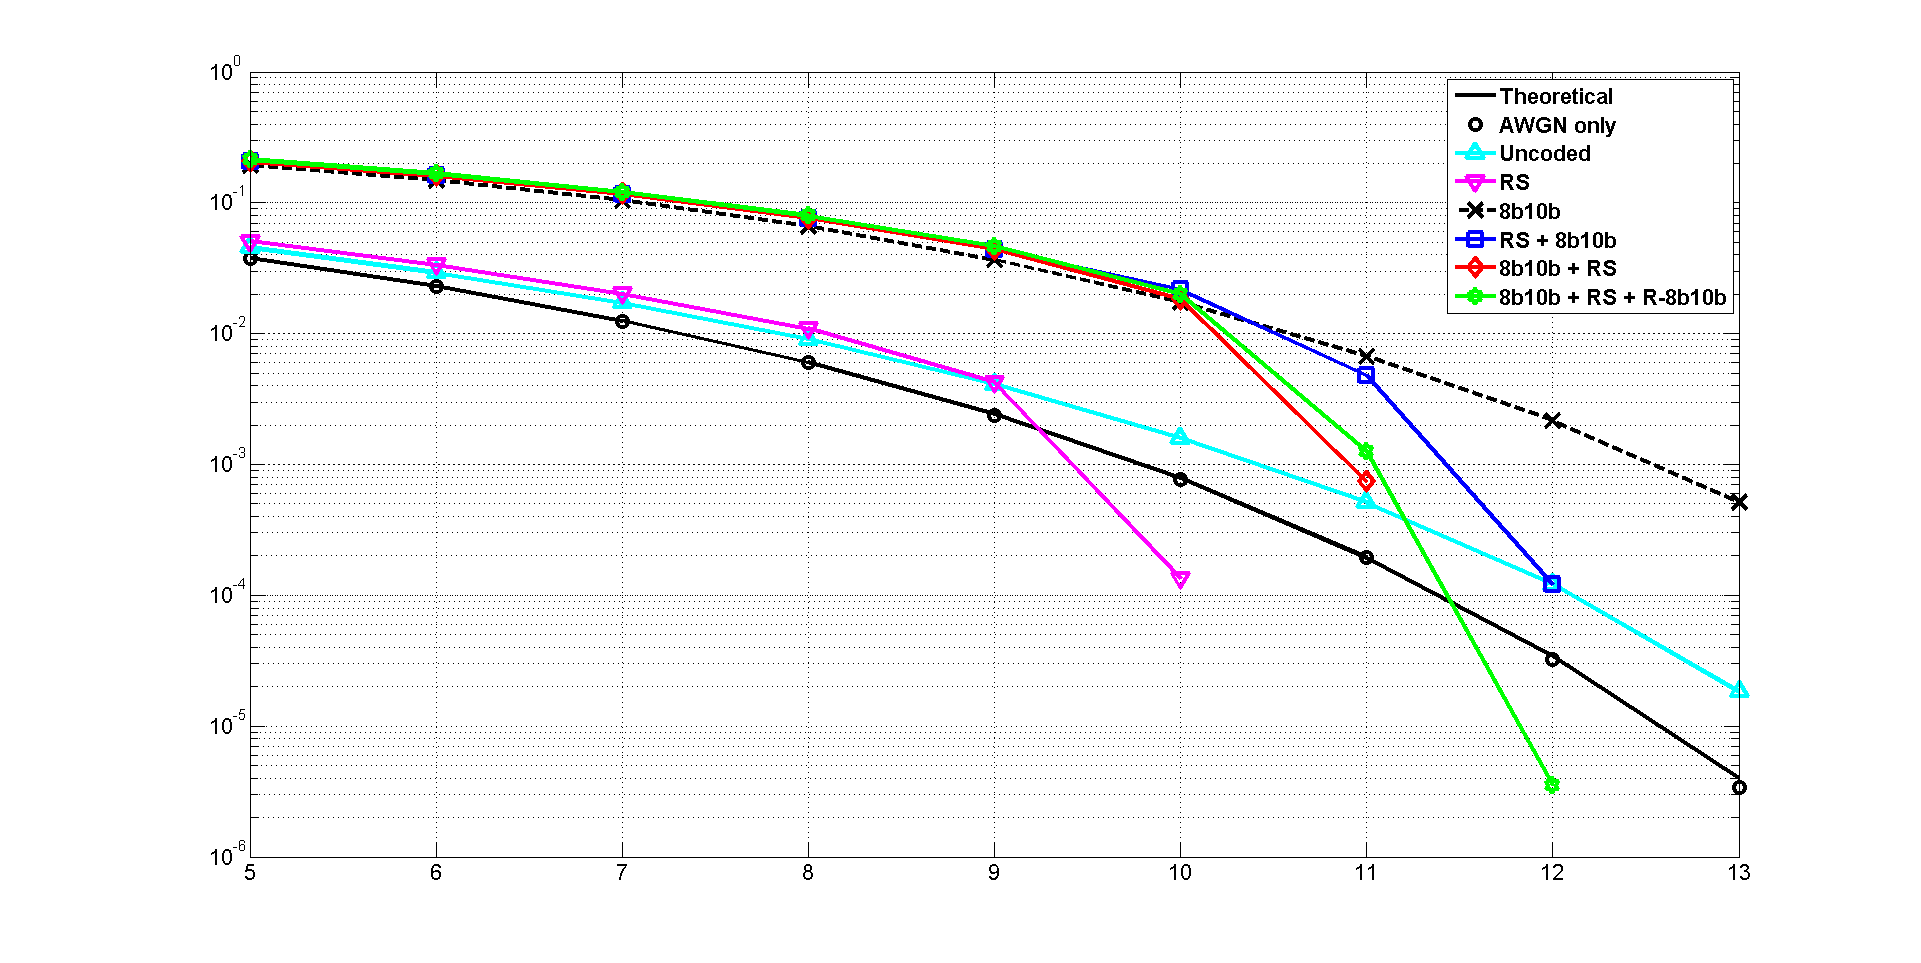 10^0
10^-1
10^-2
10^-3
10^-4
10^-5
10^-6
5 6 7 8 9 10 11 12 13
Theoretical
AWGN only
Uncoded
RS
8b10b
RS + 8b10b
8b10b + RS
8b10b + RS + R-8b10b